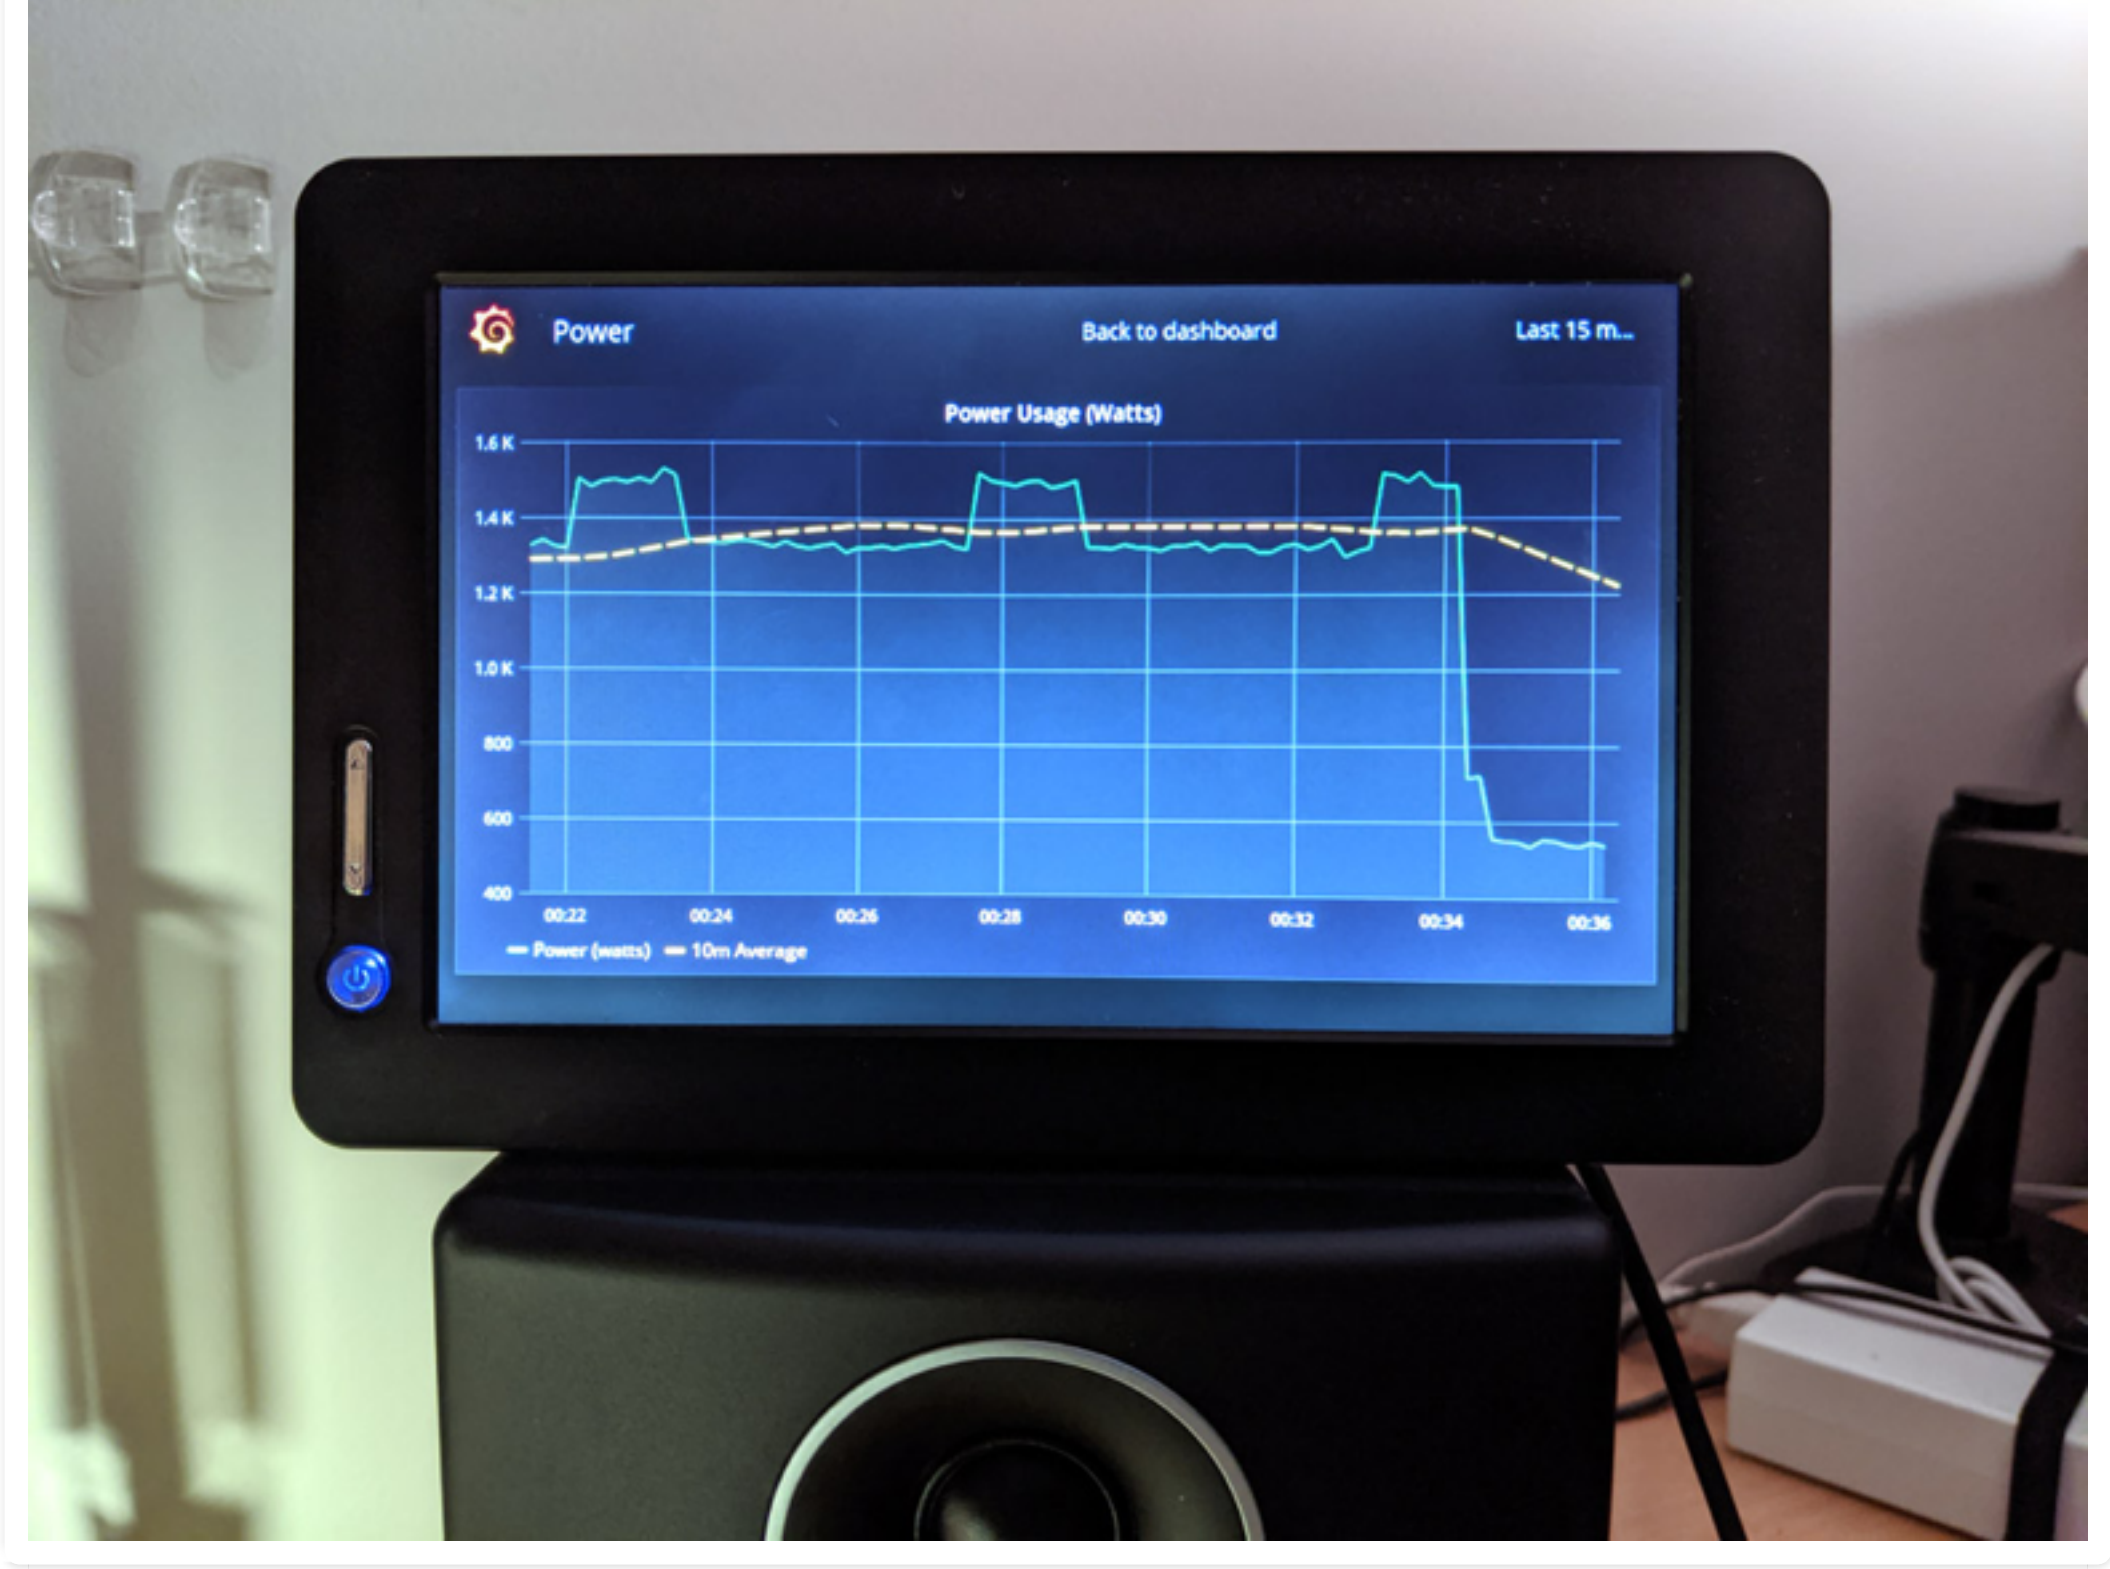 Power Back to dashboard Last 15 m...
Power Usage (Watts)
1.6 K
1.4 K
1.2 K
1.0 K
800
600
400
00:22 00:24 00:26 00:28 00:30 00:32 00:34 00:36
Power (watts) 10m Average